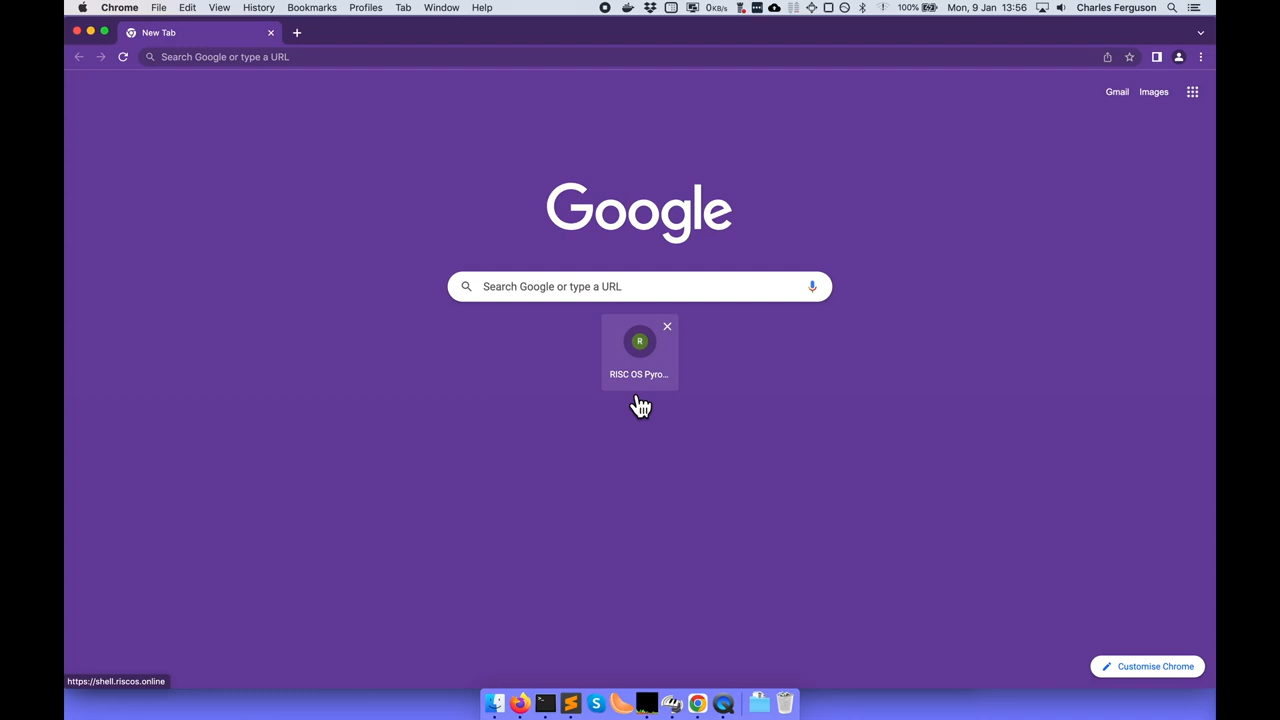 Chrome File Edit View History Bookmarks Profiles Tab Window Help 0KB/s 100% Mon, 9 Jan 13:56 Charles Ferguson
New Tab
Search Google or type a URL
Gmail Images
Google
Search Google or type a URL
R
RISC OS Pyro...
Customise Chrome
https://shell.riscos.online